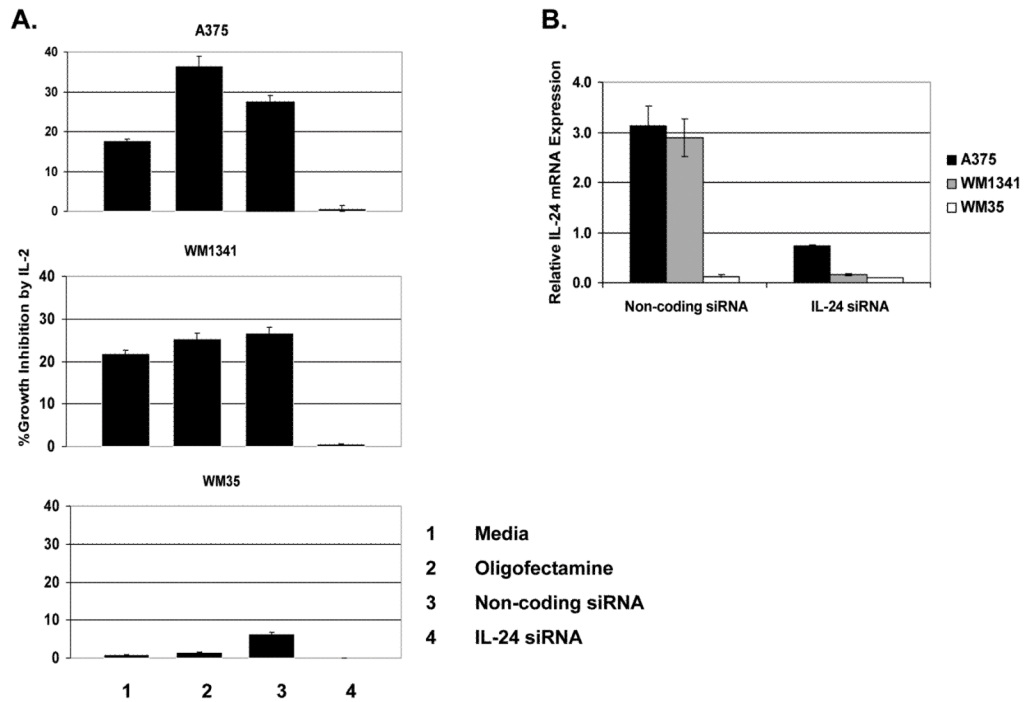 A.
A375
40
30
20
10
0
WM1341
40
30
20
10
0
%Growth Inhibition by IL-2
WM35
40
30
20
10
0
1
2
3
4
1 Media
2 Oligofectamine
3 Non-coding siRNA
4 IL-24 siRNA
B.
Relative IL-24 mRNA Expression
4.0
3.0
2.0
1.0
0.0
Non-coding siRNA
IL-24 siRNA
A375
WM1341
WM35